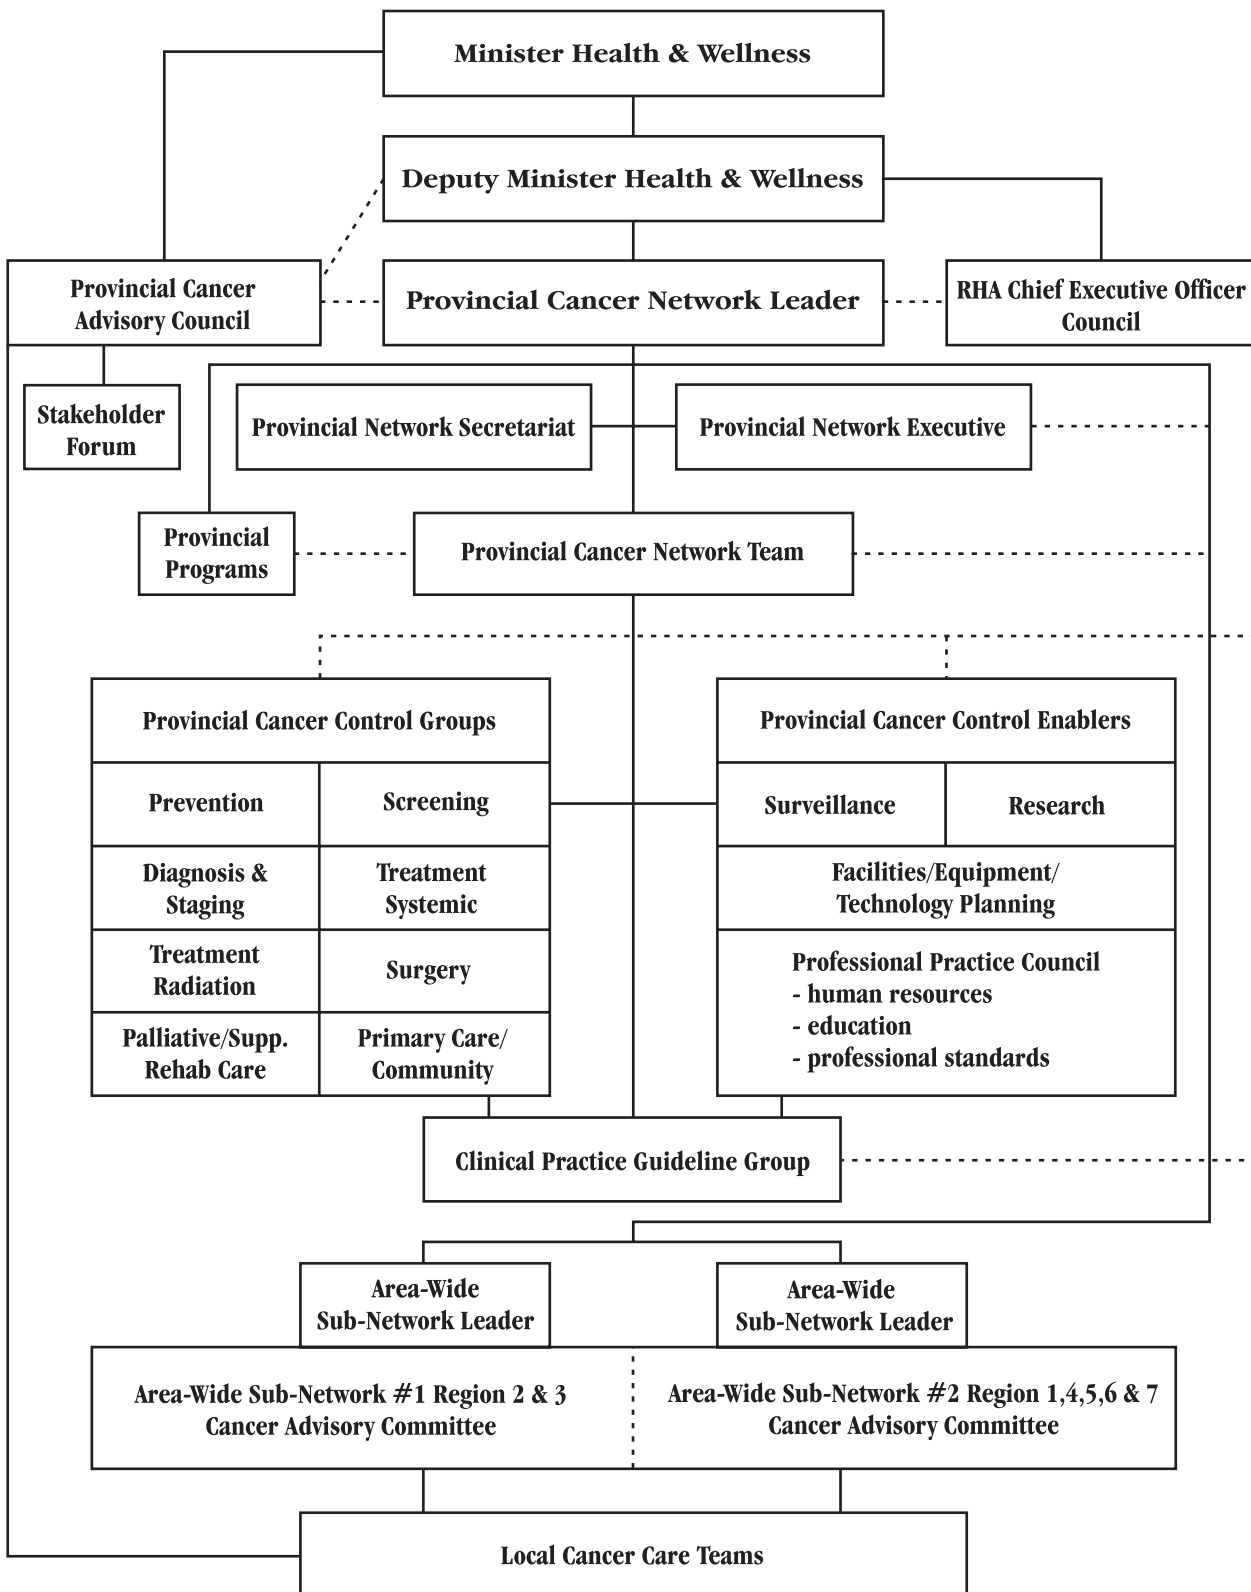 Minister Health & Wellness
Deputy Minister Health & Wellness
Provincial Cancer
Advisory Council
Provincial Cancer Network Leader
RHA Chief Executive Officer
Council
Stakeholder
Forum
Provincial Network Secretariat
Provincial Network Executive
Provincial
Programs
Provincial Cancer Network Team
Provincial Cancer Control Groups
Prevention
Screening
Diagnosis &
Staging
Treatment
Systemic
Treatment
Radiation
Surgery
Palliative/Supp.
Rehab Care
Primary Care/
Community
Provincial Cancer Control Enablers
Surveillance
Research
Facilities/Equipment/
Technology Planning
Professional Practice Council
- human resources
- education
- professional standards
Clinical Practice Guideline Group
Area-Wide
Sub-Network Leader
Area-Wide
Sub-Network Leader
Area-Wide Sub-Network #1 Region 2 & 3
Cancer Advisory Committee
Area-Wide Sub-Network #2 Region 1,4,5,6 & 7
Cancer Advisory Committee
Local Cancer Care Teams